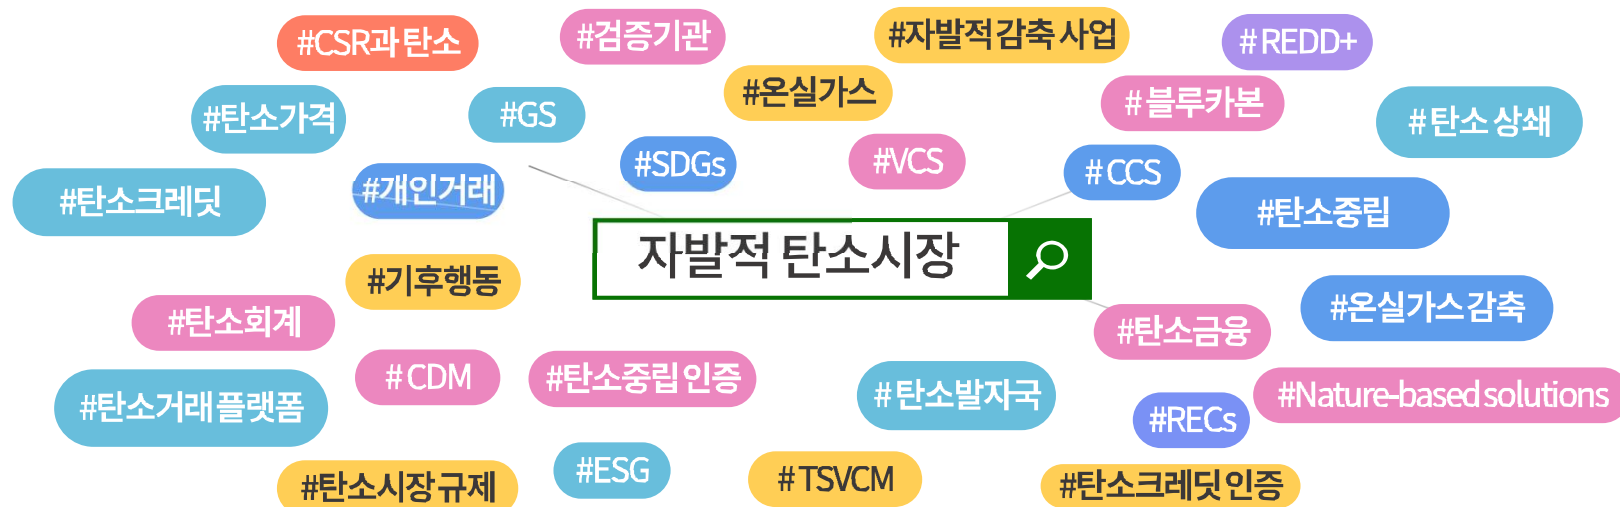 #CSR과 탄소
#검증기관
#자발적 감축 사업
# REDD+
#온실가스
#탄소가격
#GS
# 블루카본
# 탄소 상쇄
#SDGs
#VCS
# CCS
#탄소크레딧
#개인거래
#탄소중립
자발적 탄소시장
#기후행동
#탄소회계
#온실가스 감축
#탄소금융
# CDM
#탄소중립 인증
# 탄소발자국
#Nature-based solutions
#탄소거래 플랫폼
#RECs
#탄소시장 규제
#ESG
# TSVCM
#탄소크레딧 인증